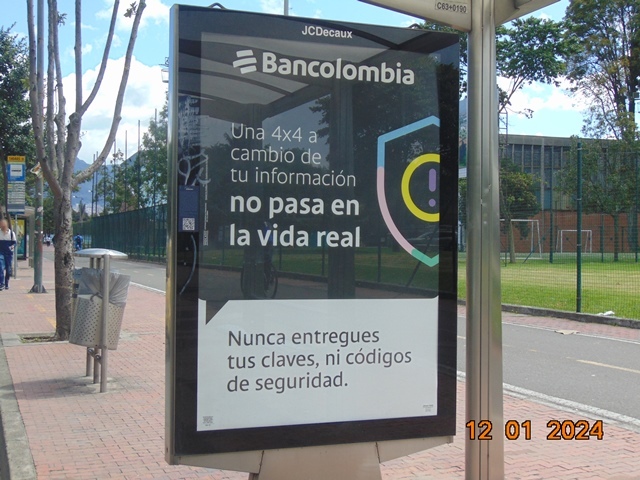 C63+0190
JCDecaux
Bancolombia
Una 4x4 a
cambio de
tu información
no pasa en
la vida real
!
Nunca entregues
tus claves, ni códigos
de seguridad.
12 01 2024